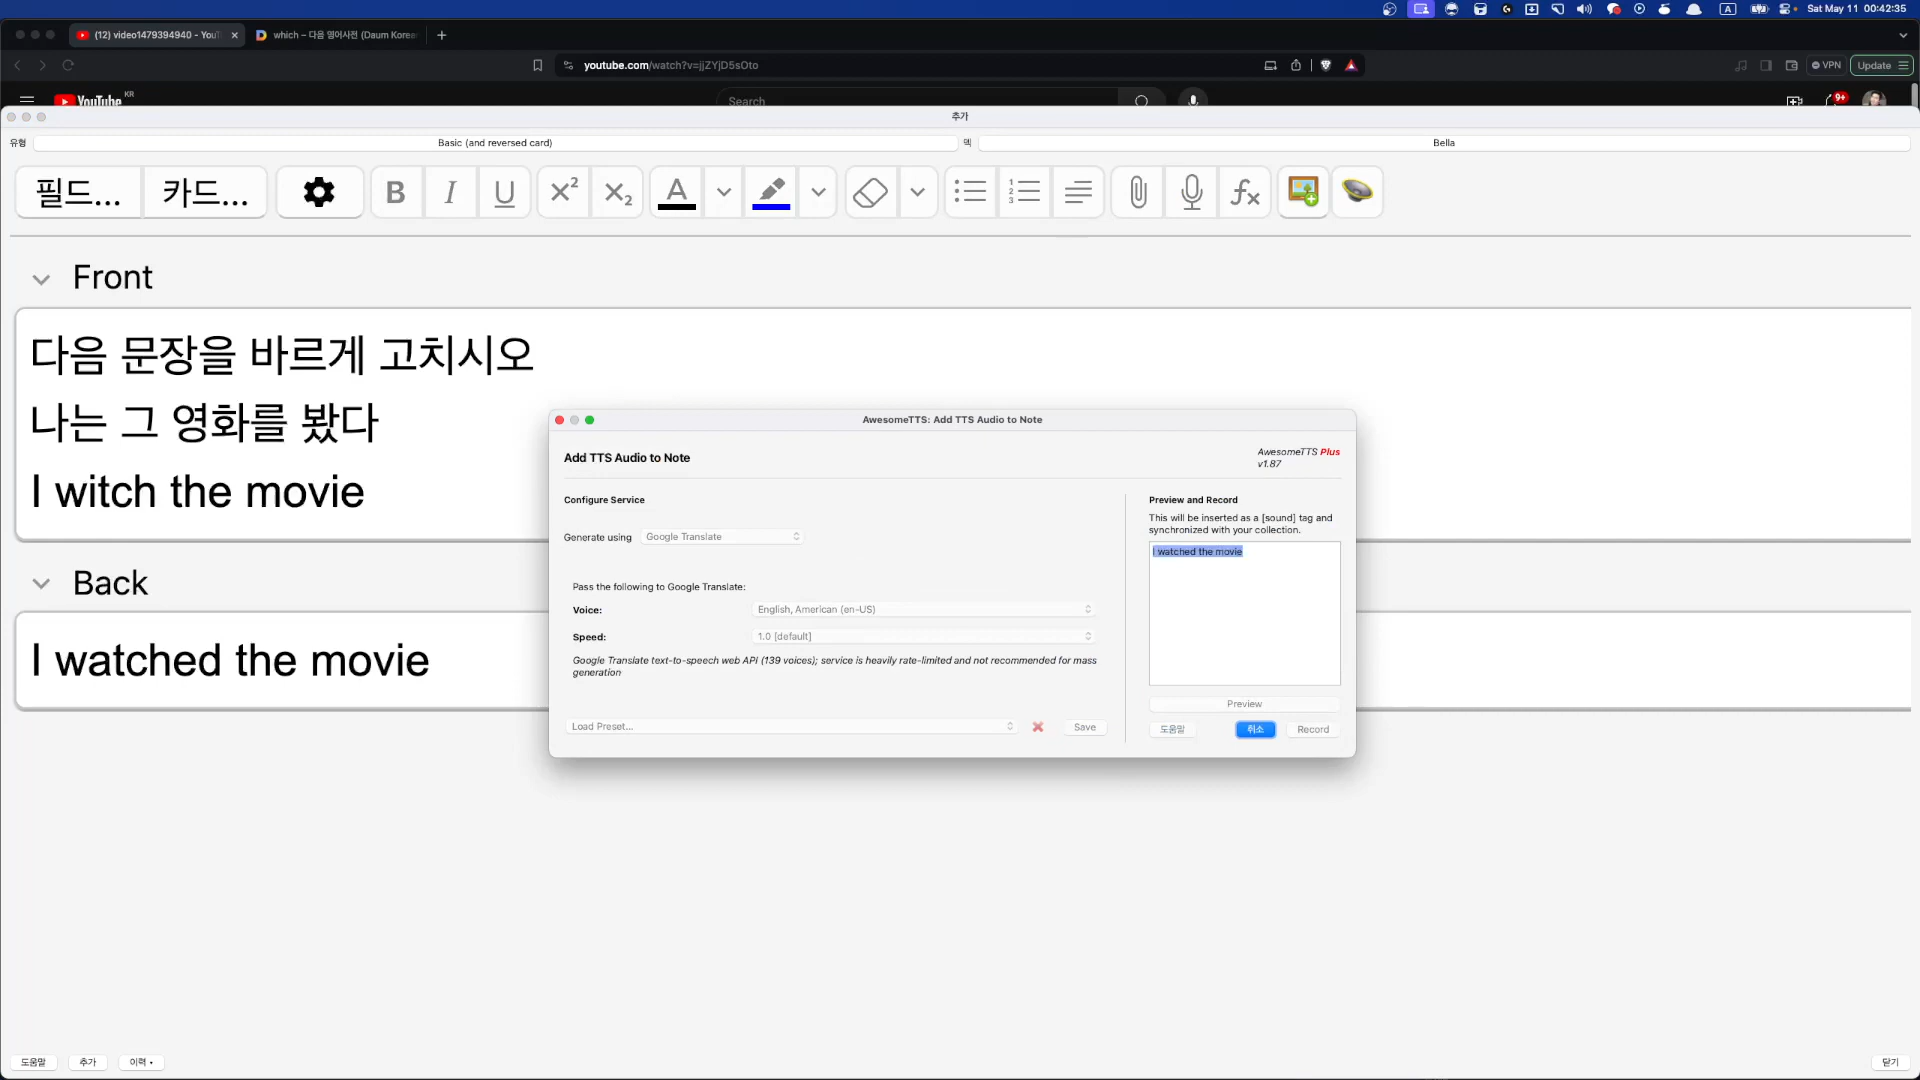 Sat May 11 00:42:35
(12) video1479394940 - YouT
which – 다음 영어사전 (Daum Korean
youtube.com/watch?v=jjZYjD5sOto
VPN
Update
YouTube KR
Search
9+
추가
유형
Basic (and reversed card)
덱
Bella
필드...
카드...
Front
다음 문장을 바르게 고치시오
나는 그 영화를 봤다
I witch the movie
Back
I watched the movie
AwesomeTTS: Add TTS Audio to Note
Add TTS Audio to Note
AwesomeTTS Plus
v1.87
Configure Service
Generate using
Google Translate
Pass the following to Google Translate:
Voice:
English, American (en-US)
Speed:
1.0 [default]
Google Translate text-to-speech web API (139 voices); service is heavily rate-limited and not recommended for mass
generation
Load Preset...
Save
Preview and Record
This will be inserted as a [sound] tag and
synchronized with your collection.
I watched the movie
Preview
도움말
취소
Record
도움말
추가
이력
닫기